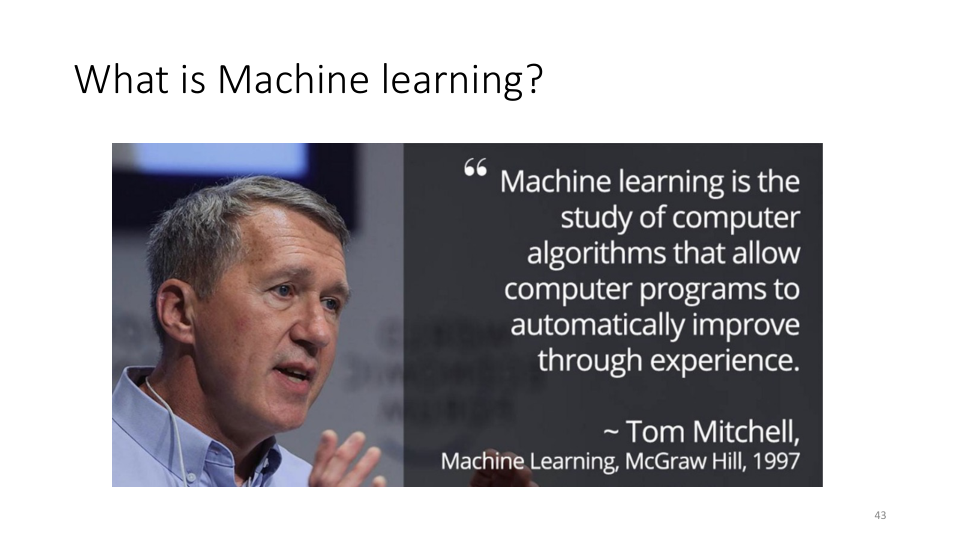 What is Machine learning?
“ Machine learning is the
study of computer
algorithms that allow
computer programs to
automatically improve
through experience.
~ Tom Mitchell,
Machine Learning, McGraw Hill, 1997
43